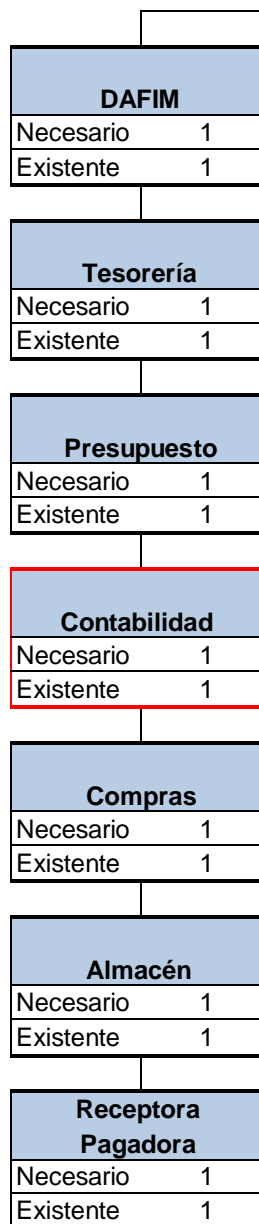 DAFIM
Necesario 1
Existente 1
Tesorería
Necesario 1
Existente 1
Presupuesto
Necesario 1
Existente 1
Contabilidad
Necesario 1
Existente 1
Compras
Necesario 1
Existente 1
Almacén
Necesario 1
Existente 1
Receptora
Pagadora
Necesario 1
Existente 1